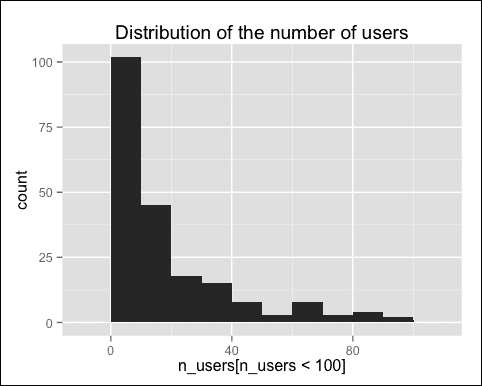 Distribution of the number of users
100
75
50
25
0
count
0 40 80
n_users[n_users < 100]